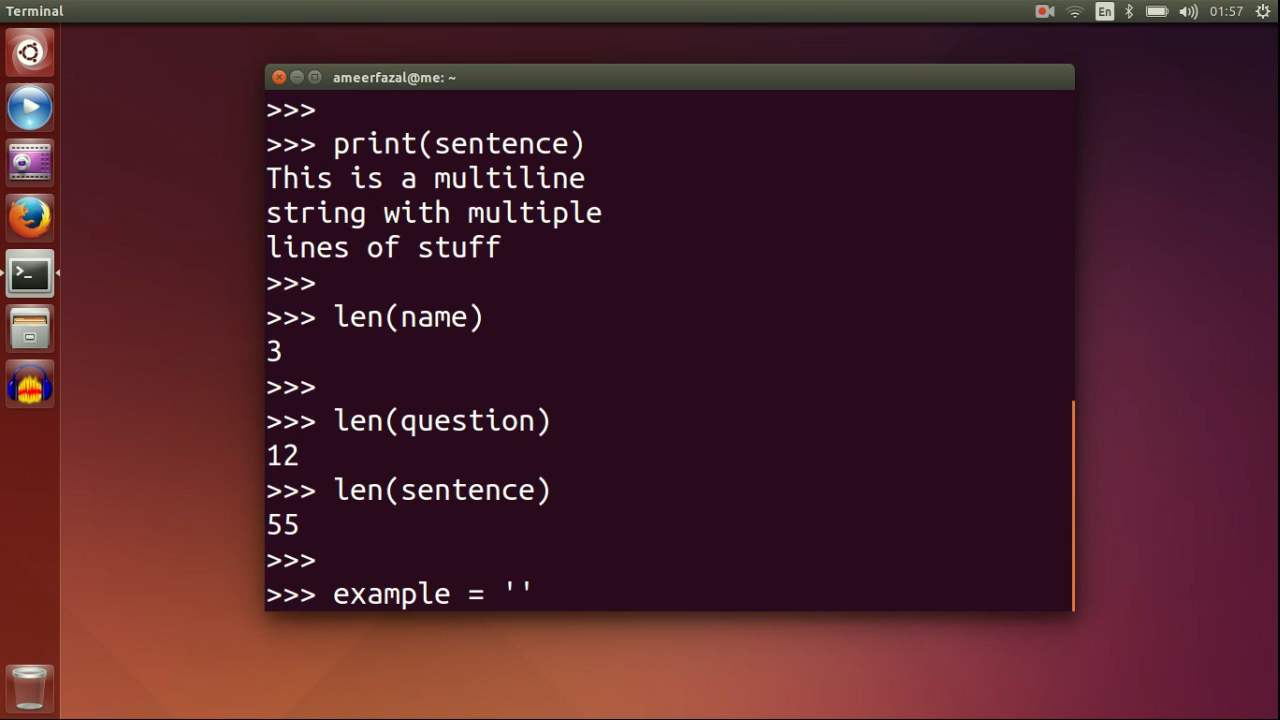 Terminal
En
01:57
ameerfazal@me: ~
>>>
>>> print(sentence)
This is a multiline
string with multiple
lines of stuff
>>>
>>> len(name)
3
>>>
>>> len(question)
12
>>> len(sentence)
55
>>>
>>> example = ''